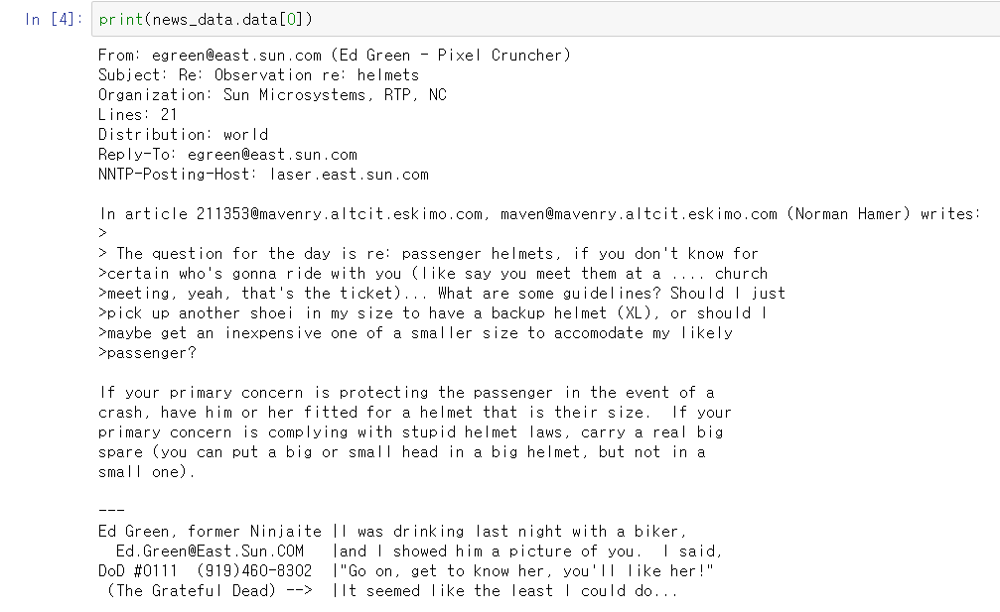 In [4]: print(news_data.data[0])
From: egreen@east.sun.com (Ed Green - Pixel Cruncher)
Subject: Re: Observation re: helmets
Organization: Sun Microsystems, RTP, NC
Lines: 21
Distribution: world
Reply-To: egreen@east.sun.com
NNTP-Posting-Host: laser.east.sun.com

In article 211353@mavenry.altcit.eskimo.com, maven@mavenry.altcit.eskimo.com (Norman Hamer) writes:
>
> The question for the day is re: passenger helmets, if you don't know for
>certain who's gonna ride with you (like say you meet them at a .... church
>meeting, yeah, that's the ticket)... What are some guidelines? Should I just
>pick up another shoei in my size to have a backup helmet (XL), or should I
>maybe get an inexpensive one of a smaller size to accomodate my likely
>passenger?

If your primary concern is protecting the passenger in the event of a
crash, have him or her fitted for a helmet that is their size.  If your
primary concern is complying with stupid helmet laws, carry a real big
spare (you can put a big or small head in a big helmet, but not in a
small one).

---
Ed Green, former Ninjaite |I was drinking last night with a biker,
  Ed.Green@East.Sun.COM   |and I showed him a picture of you.  I said,
DoD #0111  (919)460-8302  |"Go on, get to know her, you'll like her!"
 (The Grateful Dead) -->  |It seemed like the least I could do...